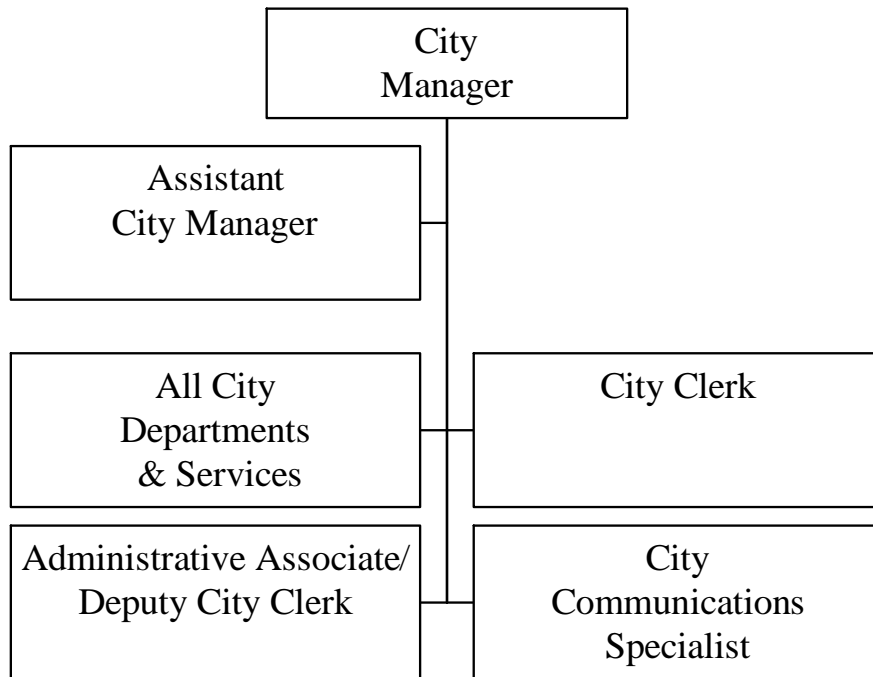 City
Manager
Assistant
City Manager
All City
Departments
& Services
City Clerk
Administrative Associate/
Deputy City Clerk
City
Communications
Specialist